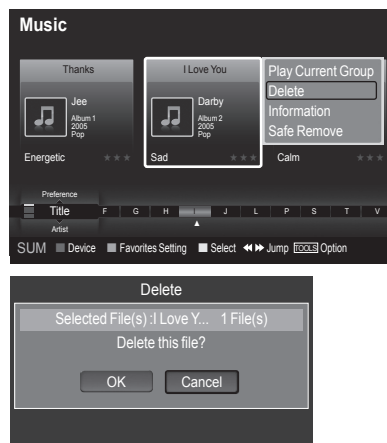 Music
Thanks
Jee
Album 1
2005
Pop
Energetic
I Love You
Darby
Album 2
2005
Pop
Sad
Play Current Group
Delete
Information
Safe Remove
Calm
Preference
Title F G H I J L P S T V
Artist
SUM Device Favorites Setting Select Jump TOOLS Option
Delete
Selected File(s) :I Love Y... 1 File(s)
Delete this file?
OK Cancel